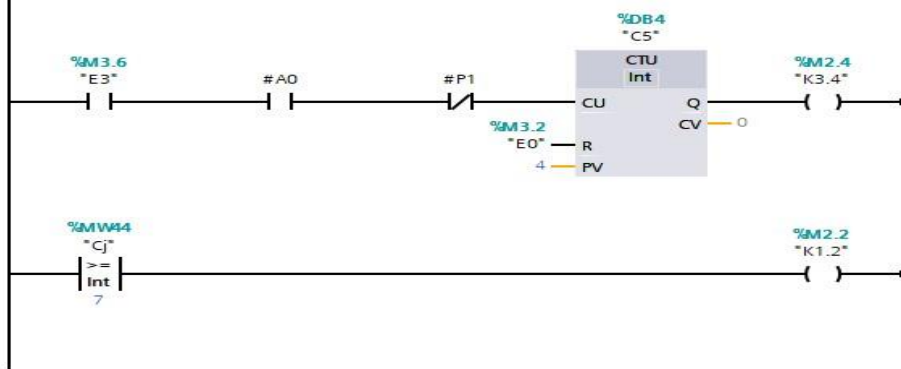 %DB4
"C5"
%M3.6
"E3"
#A0
#P1
CTU
Int
%M2.4
"K3.4"
CU
Q
CV
0
%M3.2
"E0"
R
4
PV
%MW44
"Cj"
>=
Int
7
%M2.2
"K1.2"